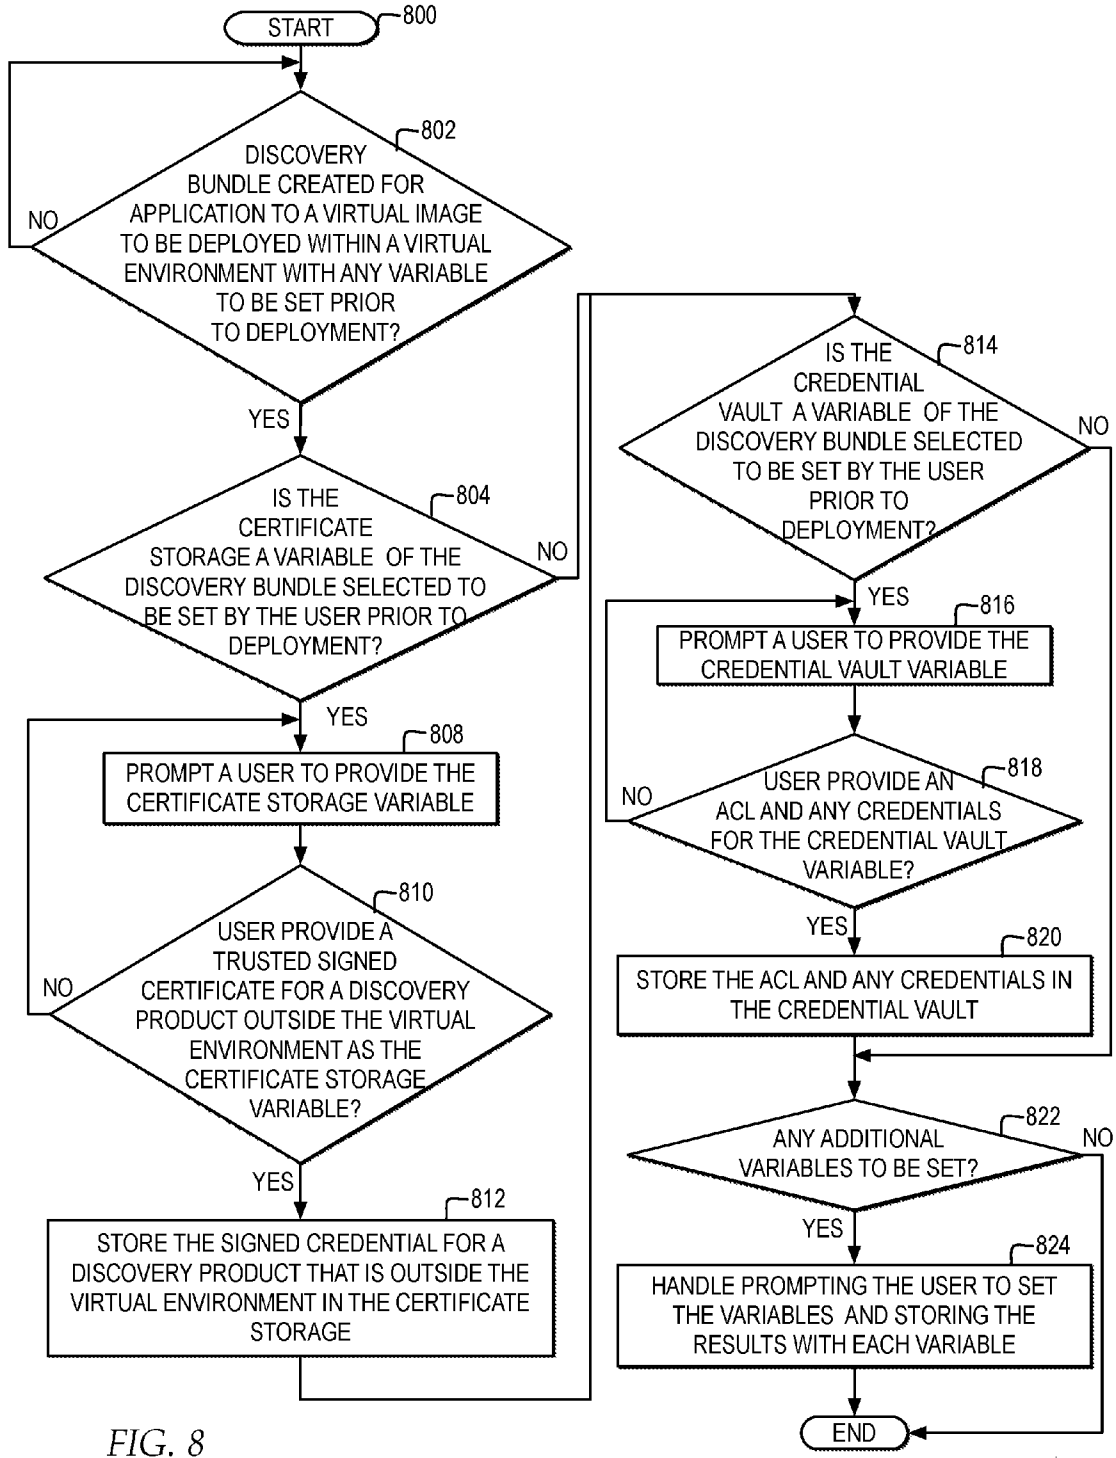 START
800
802
DISCOVERY
BUNDLE CREATED FOR
APPLICATION TO A VIRTUAL IMAGE
TO BE DEPLOYED WITHIN A VIRTUAL
ENVIRONMENT WITH ANY VARIABLE
TO BE SET PRIOR
TO DEPLOYMENT?
NO
YES
804
IS THE
CERTIFICATE
STORAGE A VARIABLE OF THE
DISCOVERY BUNDLE SELECTED TO
BE SET BY THE USER PRIOR TO
DEPLOYMENT?
NO
YES
808
PROMPT A USER TO PROVIDE THE
CERTIFICATE STORAGE VARIABLE
810
USER PROVIDE A
TRUSTED SIGNED
CERTIFICATE FOR A DISCOVERY
PRODUCT OUTSIDE THE VIRTUAL
ENVIRONMENT AS THE
CERTIFICATE STORAGE
VARIABLE?
NO
YES
812
STORE THE SIGNED CREDENTIAL FOR A
DISCOVERY PRODUCT THAT IS OUTSIDE THE
VIRTUAL ENVIRONMENT IN THE CERTIFICATE
STORAGE
814
IS THE
CREDENTIAL
VAULT A VARIABLE OF THE
DISCOVERY BUNDLE SELECTED
TO BE SET BY THE USER
PRIOR TO
DEPLOYMENT?
NO
YES
816
PROMPT A USER TO PROVIDE THE
CREDENTIAL VAULT VARIABLE
818
USER PROVIDE AN
ACL AND ANY CREDENTIALS
FOR THE CREDENTIAL VAULT
VARIABLE?
NO
YES
820
STORE THE ACL AND ANY CREDENTIALS IN
THE CREDENTIAL VAULT
822
ANY ADDITIONAL
VARIABLES TO BE SET?
NO
YES
824
HANDLE PROMPTING THE USER TO SET
THE VARIABLES AND STORING THE
RESULTS WITH EACH VARIABLE
END
FIG. 8